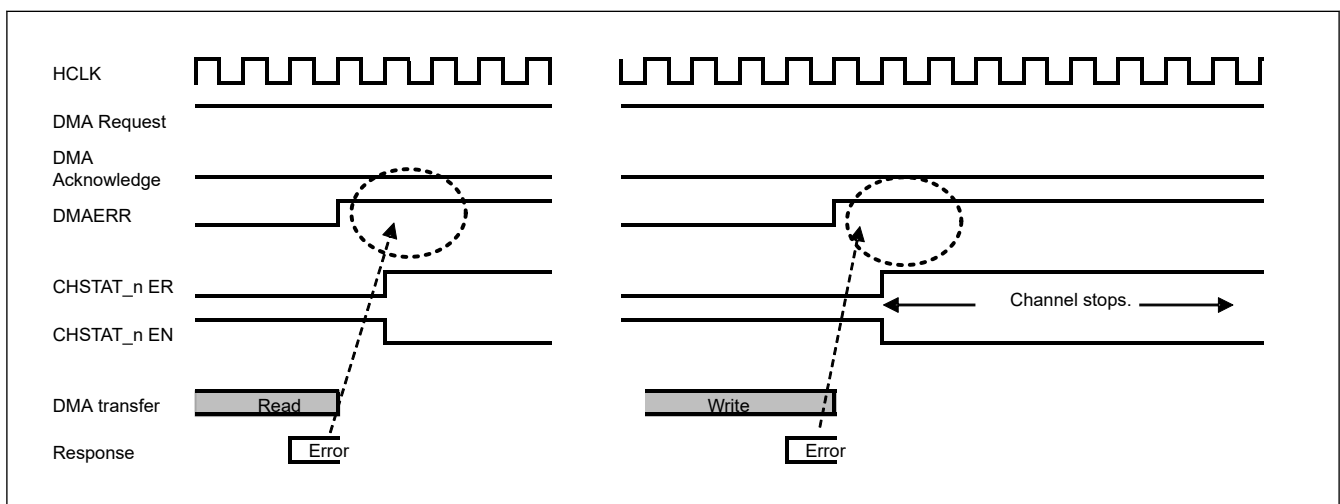 HCLK
DMA Request
DMA
Acknowledge
DMAERR
CHSTAT_n ER
Channel stops.
CHSTAT_n EN
DMA transfer
Read
Write
Response
Error
Error